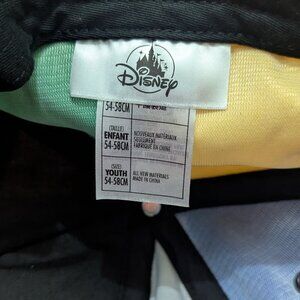 Disney
54-58CM
(TAILLE)
ENFANT
54-58CM
NOUVEAUX MATÉRIAUX
SEULEMENT
FABRIQUÉ EN CHINA
(SIZE)
YOUTH
54-58CM
ALL NEW MATERIALS
MADE IN CHINA